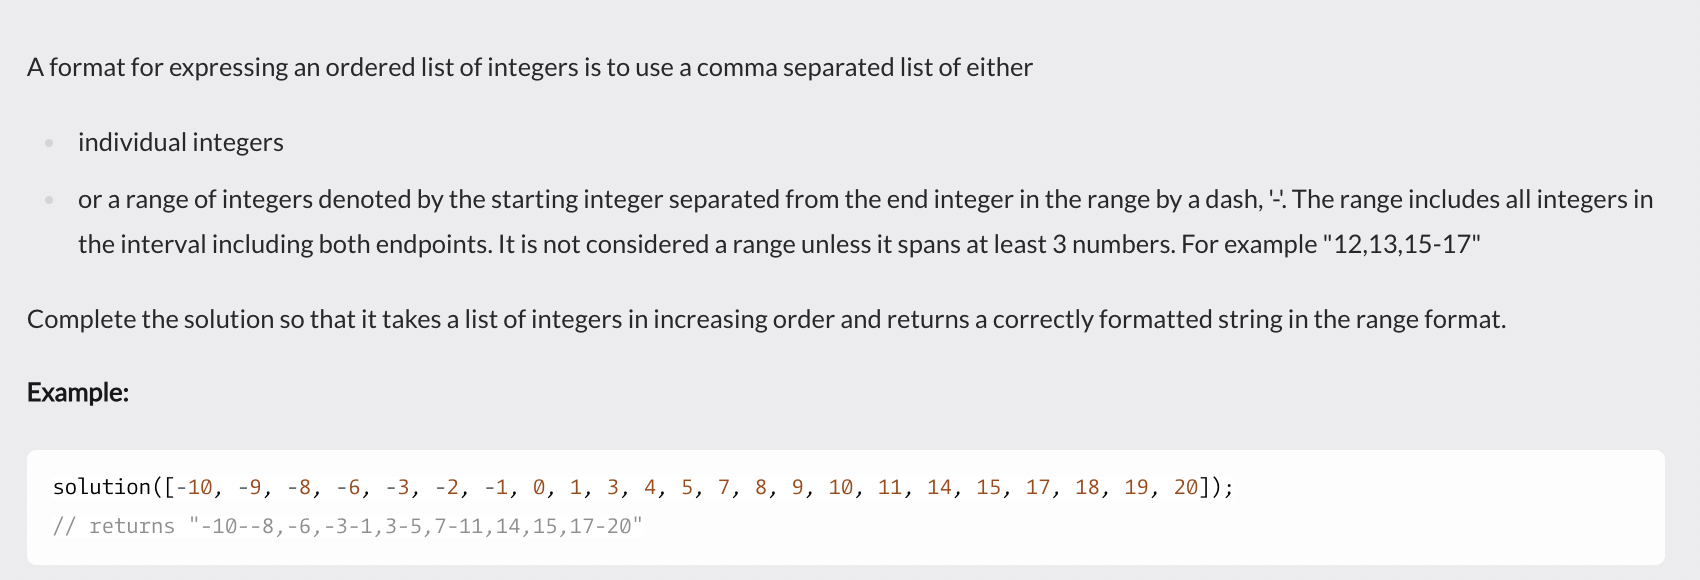 A format for expressing an ordered list of integers is to use a comma separated list of either
individual integers
or a range of integers denoted by the starting integer separated from the end integer in the range by a dash, '-'. The range includes all integers in
the interval including both endpoints. It is not considered a range unless it spans at least 3 numbers. For example "12,13,15-17"
Complete the solution so that it takes a list of integers in increasing order and returns a correctly formatted string in the range format.
Example:
solution([-10, -9, -8, -6, -3, -2, -1, 0, 1, 3, 4, 5, 7, 8, 9, 10, 11, 14, 15, 17, 18, 19, 20]);
// returns "-10--8,-6,-3-1,3-5,7-11,14,15,17-20"